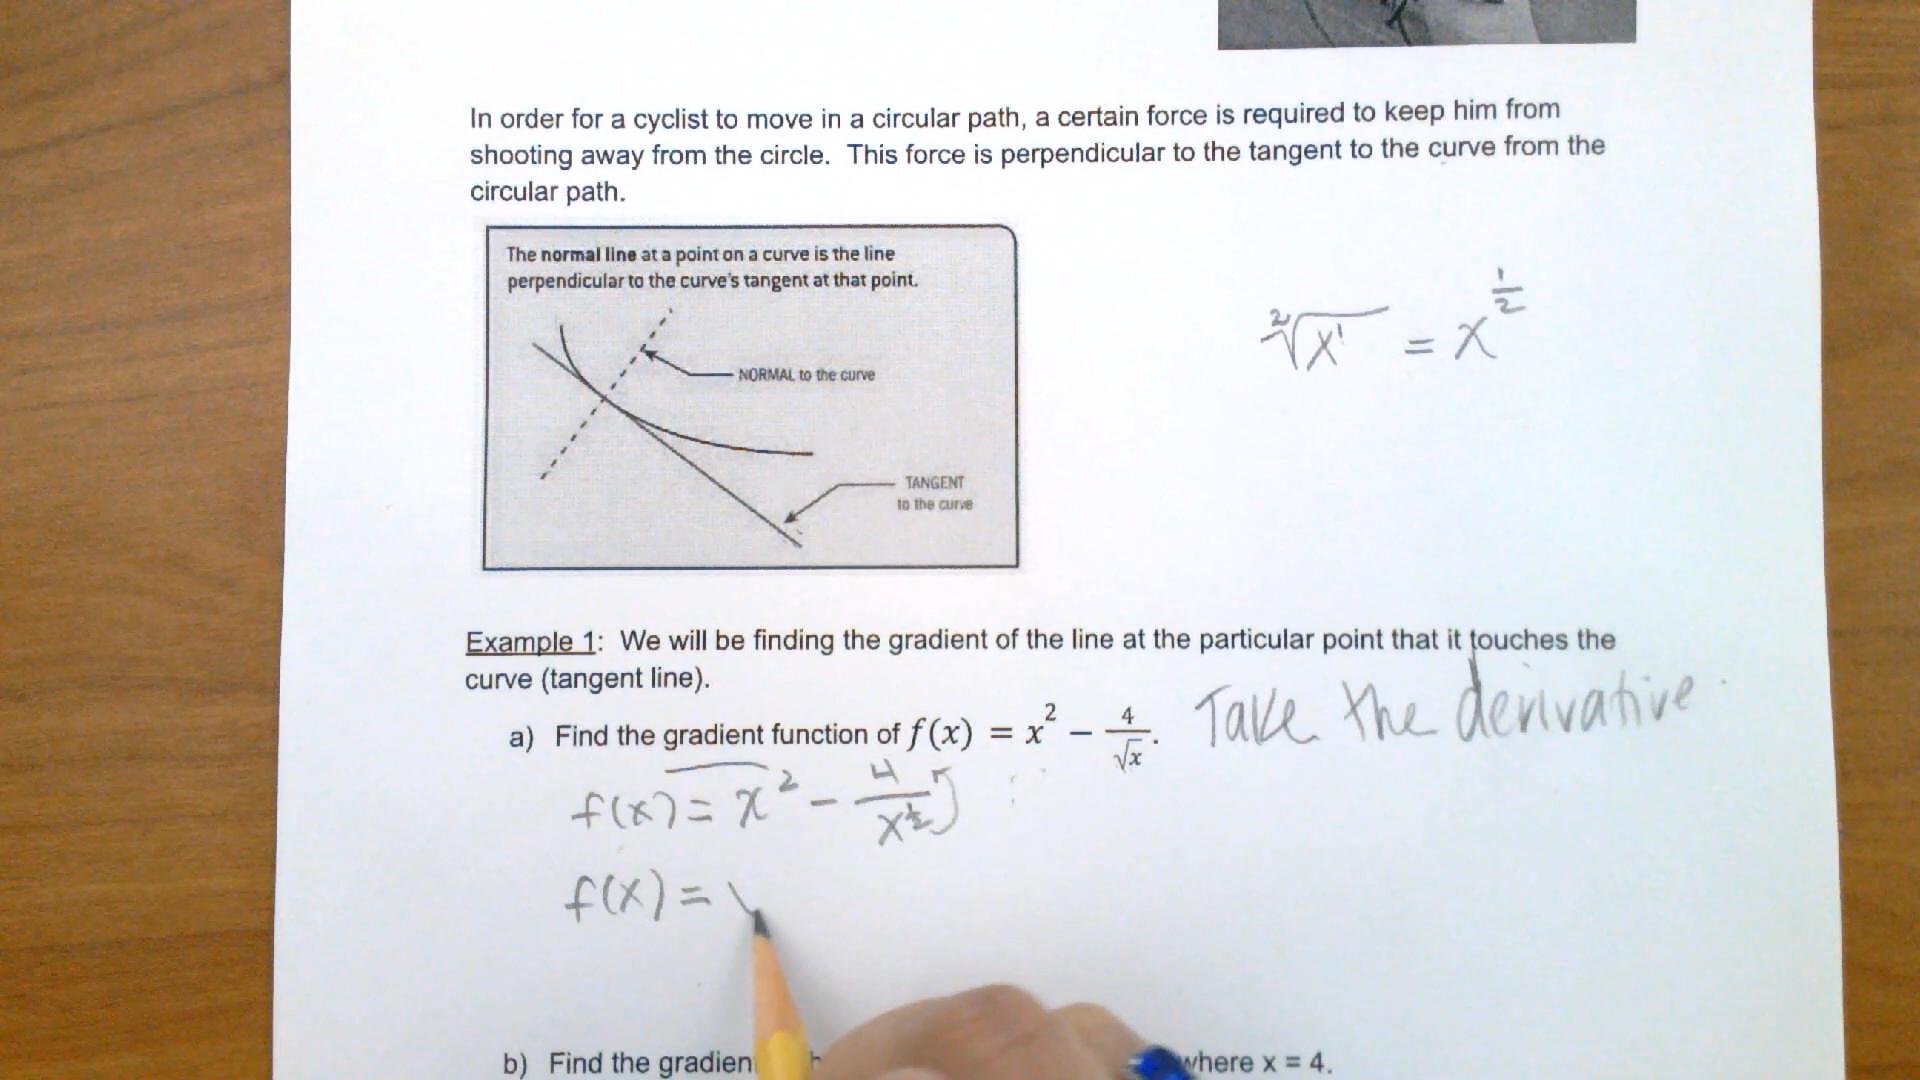 In order for a cyclist to move in a circular path, a certain force is required to keep him from
shooting away from the circle. This force is perpendicular to the tangent to the curve from the
circular path.
The normal line at a point on a curve is the line
perpendicular to the curve's tangent at that point.
NORMAL to the curve
TANGENT
to the curve
²√x¹ = x^(1/2)
Example 1: We will be finding the gradient of the line at the particular point that it touches the
curve (tangent line).
a) Find the gradient function of f(x) = x² − 4/√x. Take the derivative
f(x) = x² − 4/x^(1/2)
f(x) =
b) Find the gradien where x = 4.